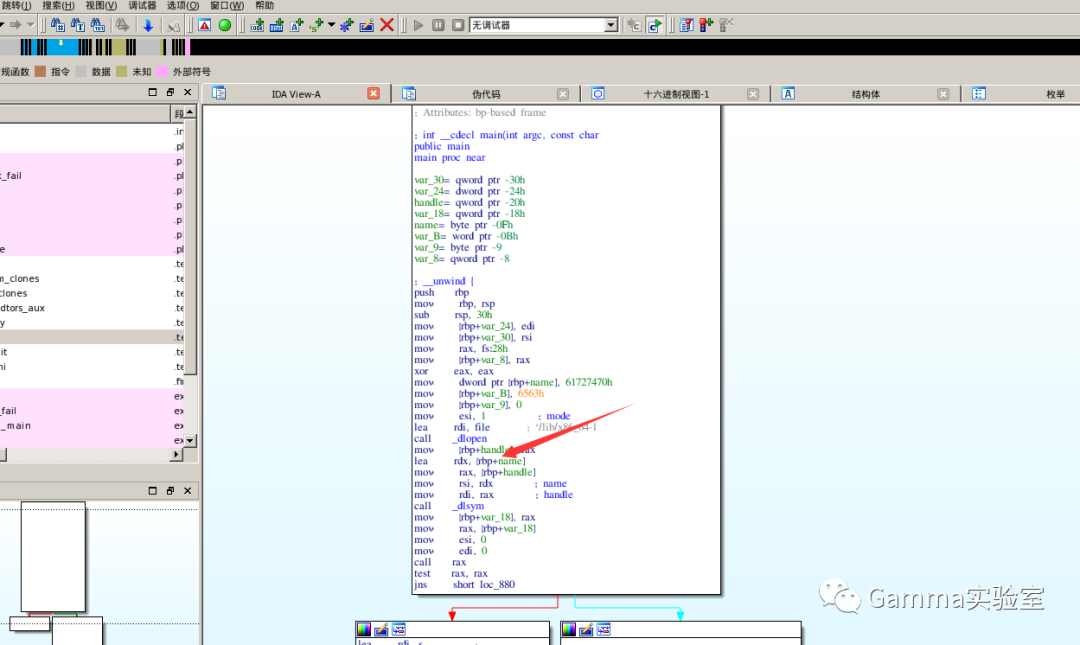 跳转(J) 搜索(H) 视图(V) 调试器 选项(O) 窗口(W) 帮助
无调试器
规函数 指令 数据 未知 外部符号
IDA View-A 伪代码 十六进制视图-1 结构体 枚举
段
; Attributes: bp-based frame
; int __cdecl main(int argc, const char
public main
main proc near
var_30= qword ptr -30h
var_24= dword ptr -24h
handle= qword ptr -20h
var_18= qword ptr -18h
name= byte ptr -0Fh
var_B= word ptr -0Bh
var_9= byte ptr -9
var_8= qword ptr -8
; __unwind {
push rbp
mov rbp, rsp
sub rsp, 30h
mov [rbp+var_24], edi
mov [rbp+var_30], rsi
mov rax, fs:28h
mov [rbp+var_8], rax
xor eax, eax
mov dword ptr [rbp+name], 61727470h
mov [rbp+var_B], 6563h
mov [rbp+var_9], 0
mov esi, 1 ; mode
lea rdi, file ; "/lib/x86_64-l
call _dlopen
mov [rbp+handle], rax
lea rdx, [rbp+name]
mov rax, [rbp+handle]
mov rsi, rdx ; name
mov rdi, rax ; handle
call _dlsym
mov [rbp+var_18], rax
mov rax, [rbp+var_18]
mov esi, 0
mov edi, 0
call rax
test rax, rax
jns short loc_880
.in
.pl
k_fail .pl
.pl
.pl
.pl
.pl
e .pl
.te
m_clones .te
clones .te
dtors_aux .te
y .te
.te
it .te
ni .te
.fi
ex
_fail ex
_main ex
ex
lea rdi, s
Gamma实验室